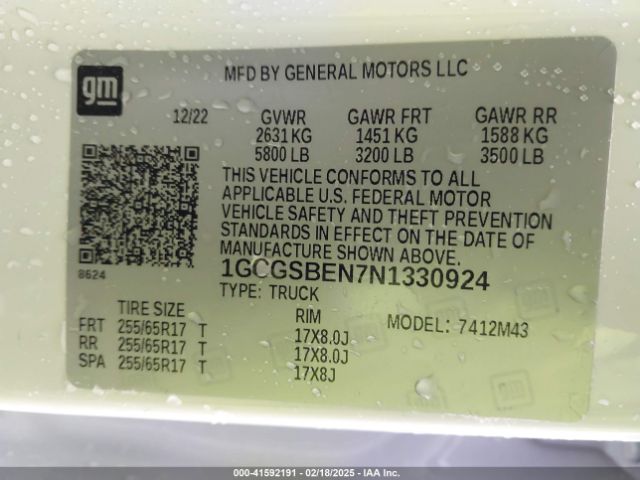 gm
MFD BY GENERAL MOTORS LLC
12/22 GVWR GAWR FRT GAWR RR
2631 KG 1451 KG 1588 KG
5800 LB 3200 LB 3500 LB
THIS VEHICLE CONFORMS TO ALL
APPLICABLE U.S. FEDERAL MOTOR
VEHICLE SAFETY AND THEFT PREVENTION
STANDARDS IN EFFECT ON THE DATE OF
MANUFACTURE SHOWN ABOVE.
8624
1GCGSBEN7N1330924
TYPE: TRUCK
TIRE SIZE RIM MODEL: 7412M43
FRT 255/65R17 T 17X8.0J
RR 255/65R17 T 17X8.0J
SPA 255/65R17 T 17X8J
gm
© - 41592191 - 02/18/2025 - IAA Inc.